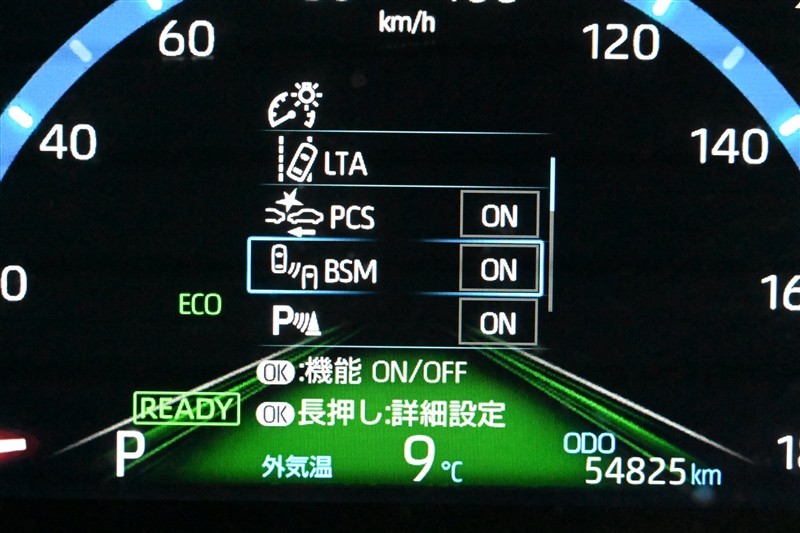 km/h
60
120
40
140
LTA
PCS ON
BSM ON
ECO
P ON
OK:機能 ON/OFF
READY
OK長押し:詳細設定
P
外気温 9℃
ODO
54825km